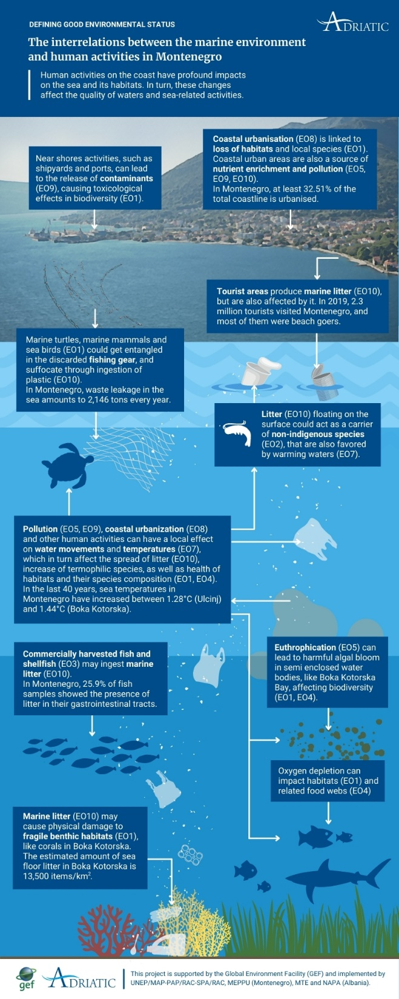 DEFINING GOOD ENVIRONMENTAL STATUS
ADRIATIC
The interrelations between the marine environment
and human activities in Montenegro
Human activities on the coast have profound impacts
on the sea and its habitats. In turn, these changes
affect the quality of waters and sea-related activities.
Near shores activities, such as
shipyards and ports, can lead
to the release of contaminants
(EO9), causing toxicological
effects in biodiversity (EO1).
Coastal urbanisation (EO8) is linked to
loss of habitats and local species (EO1).
Coastal urban areas are also a source of
nutrient enrichment and pollution (EO5,
EO9, EO10).
In Montenegro, at least 32.51% of the
total coastline is urbanised.
Tourist areas produce marine litter (EO10),
but are also affected by it. In 2019, 2.3
million tourists visited Montenegro, and
most of them were beach goers.
Marine turtles, marine mammals and
sea birds (EO1) could get entangled
in the discarded fishing gear, and
suffocate through ingestion of
plastic (EO10).
In Montenegro, waste leakage in the
sea amounts to 2,146 tons every year.
Litter (EO10) floating on the
surface could act as a carrier
of non-indigenous species
(EO2), that are also favored
by warming waters (EO7).
Pollution (EO5, EO9), coastal urbanization (EO8)
and other human activities can have a local effect
on water movements and temperatures (EO7),
which in turn affect the spread of litter (EO10),
increase of termophilic species, as well as health of
habitats and their species composition (EO1, EO4).
In the last 40 years, sea temperatures in
Montenegro have increased between 1.28°C (Ulcinj)
and 1.44°C (Boka Kotorska).
Commercially harvested fish and
shellfish (EO3) may ingest marine
litter (EO10).
In Montenegro, 25.9% of fish
samples showed the presence of
litter in their gastrointestinal tracts.
Euthrophication (EO5) can
lead to harmful algal bloom
in semi enclosed water
bodies, like Boka Kotorska
Bay, affecting biodiversity
(EO1, EO4).
Oxygen depletion can
impact habitats (EO1) and
related food webs (EO4)
Marine litter (EO10) may
cause physical damage to
fragile benthic habitats (EO1),
like corals in Boka Kotorska.
The estimated amount of sea
floor litter in Boka Kotorska is
13,500 items/km².
gef
ADRIATIC
This project is supported by the Global Environment Facility (GEF) and implemented by
UNEP/MAP-PAP/RAC-SPA/RAC, MEPPU (Montenegro), MTE and NAPA (Albania).